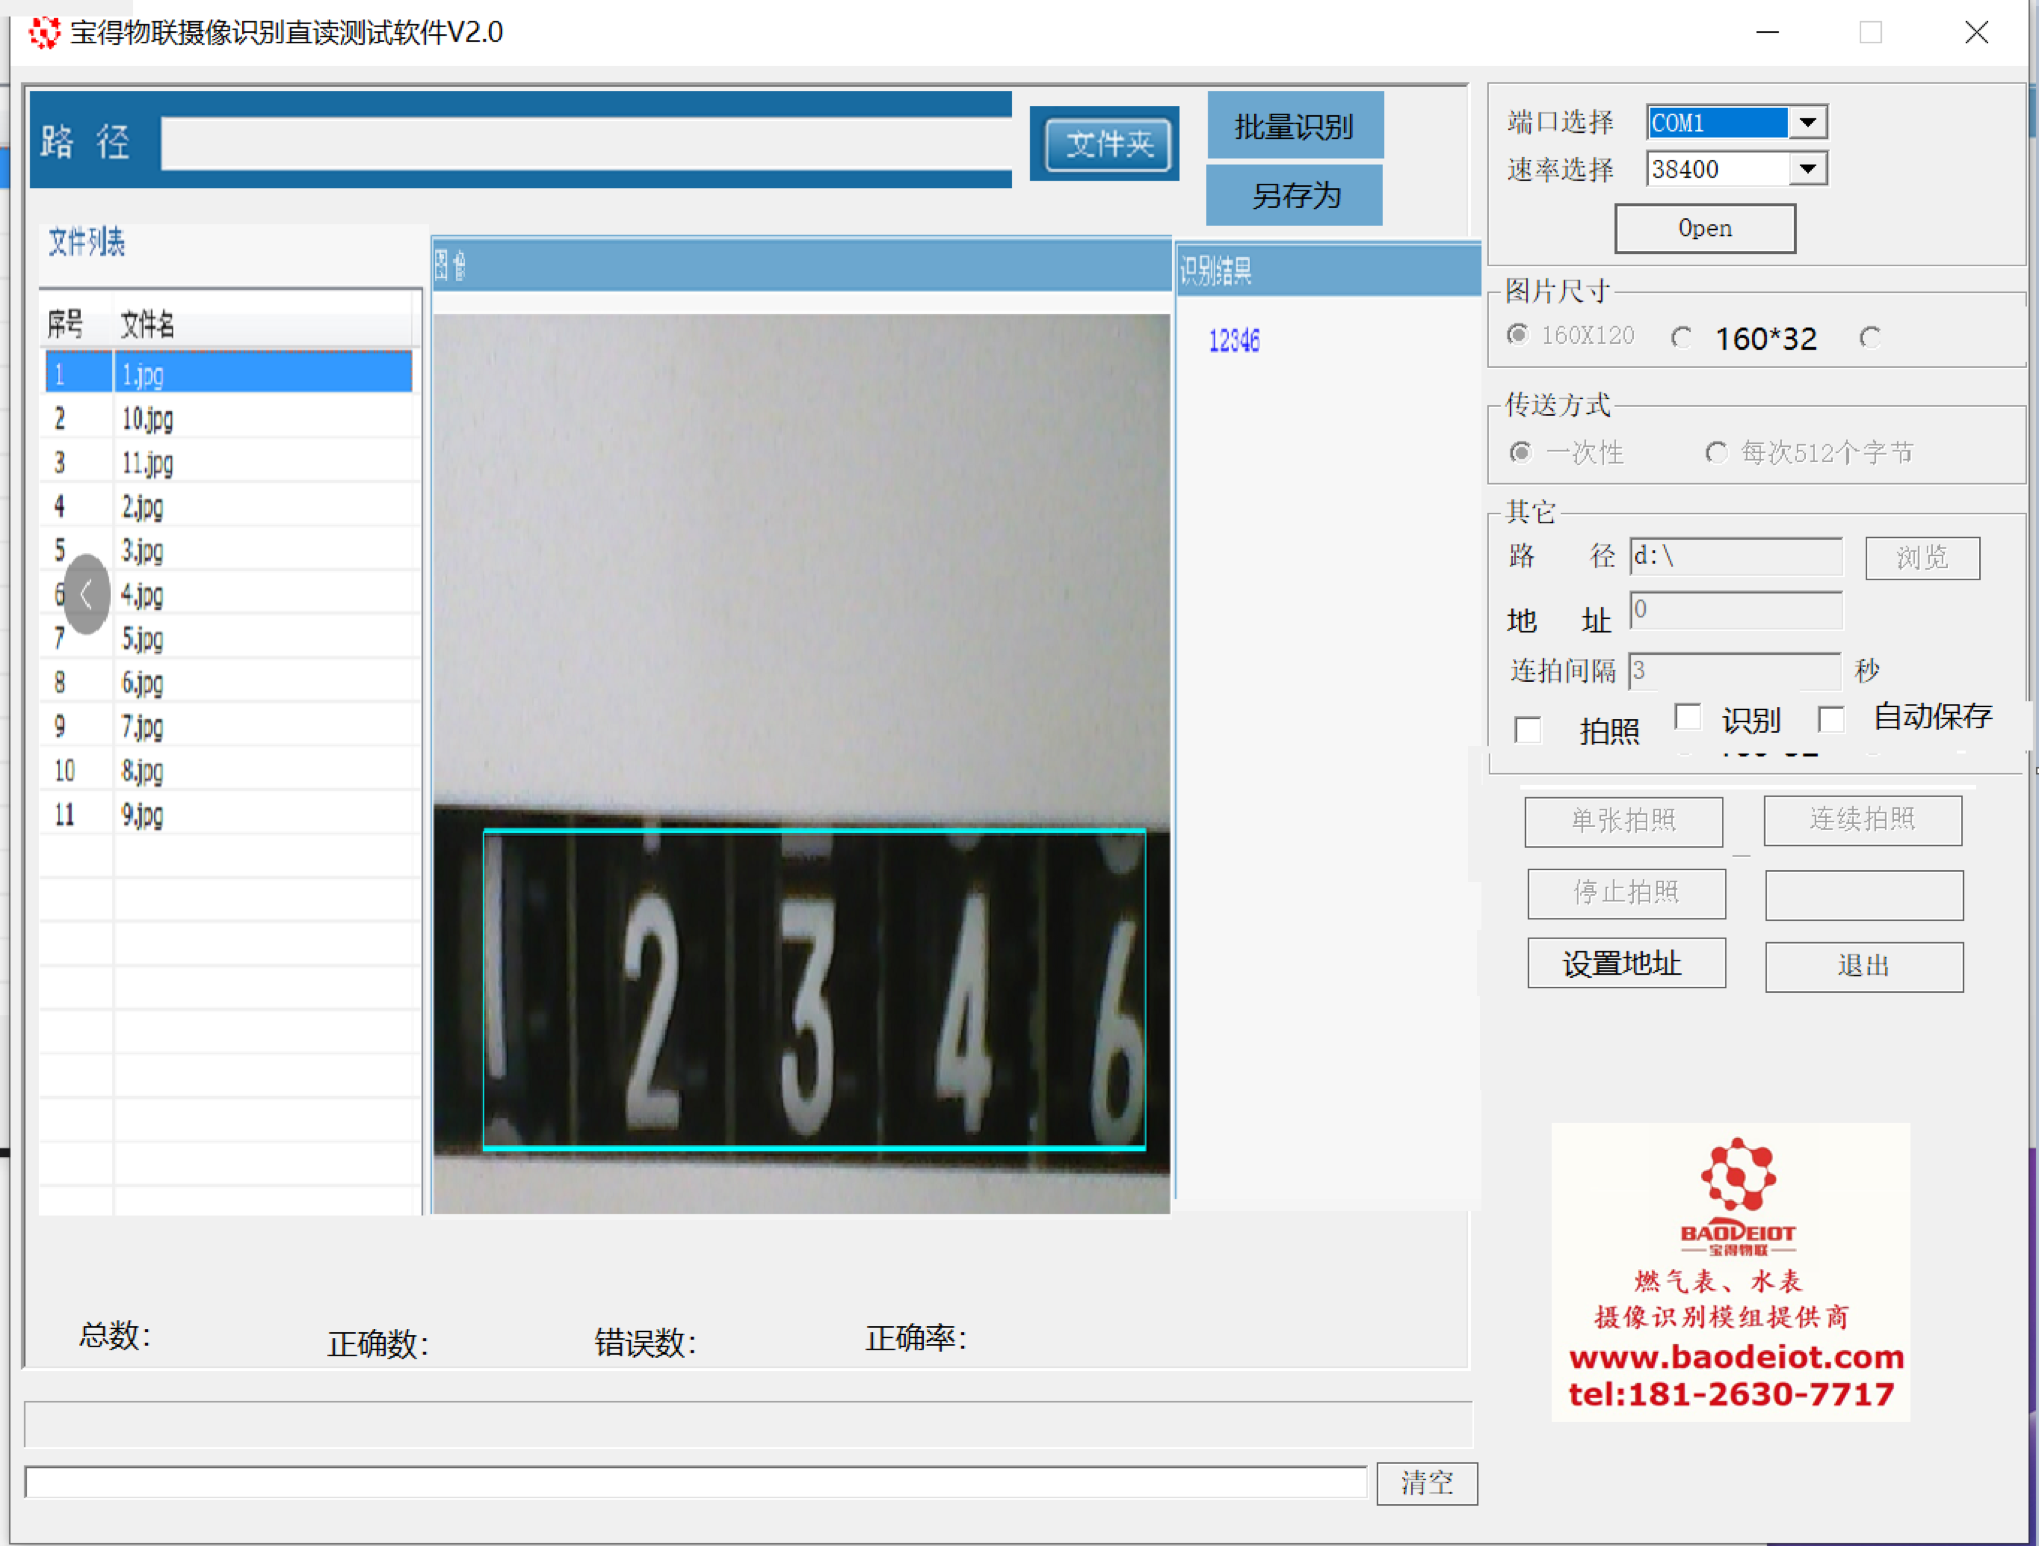 宝得物联摄像识别直读测试软件V2.0
路 径
文件夹
批量识别
另存为
文件列表
序号 文件名
1 1.jpg
2 10.jpg
3 11.jpg
4 2.jpg
5 3.jpg
6 4.jpg
7 5.jpg
8 6.jpg
9 7.jpg
10 8.jpg
11 9.jpg
图像
1 2 3 4 6
识别结果
12346
总数:
正确数:
错误数:
正确率:
清空
端口选择 COM1
速率选择 38400
Open
图片尺寸
160X120 160*32
传送方式
一次性 每次512个字节
其它
路 径 d:\ 浏览
地 址 0
连拍间隔 3 秒
拍照 识别 自动保存
单张拍照 连续拍照
停止拍照
设置地址 退出
BAODEIOT
宝得物联
燃气表、水表
摄像识别模组提供商
www.baodeiot.com
tel:181-2630-7717